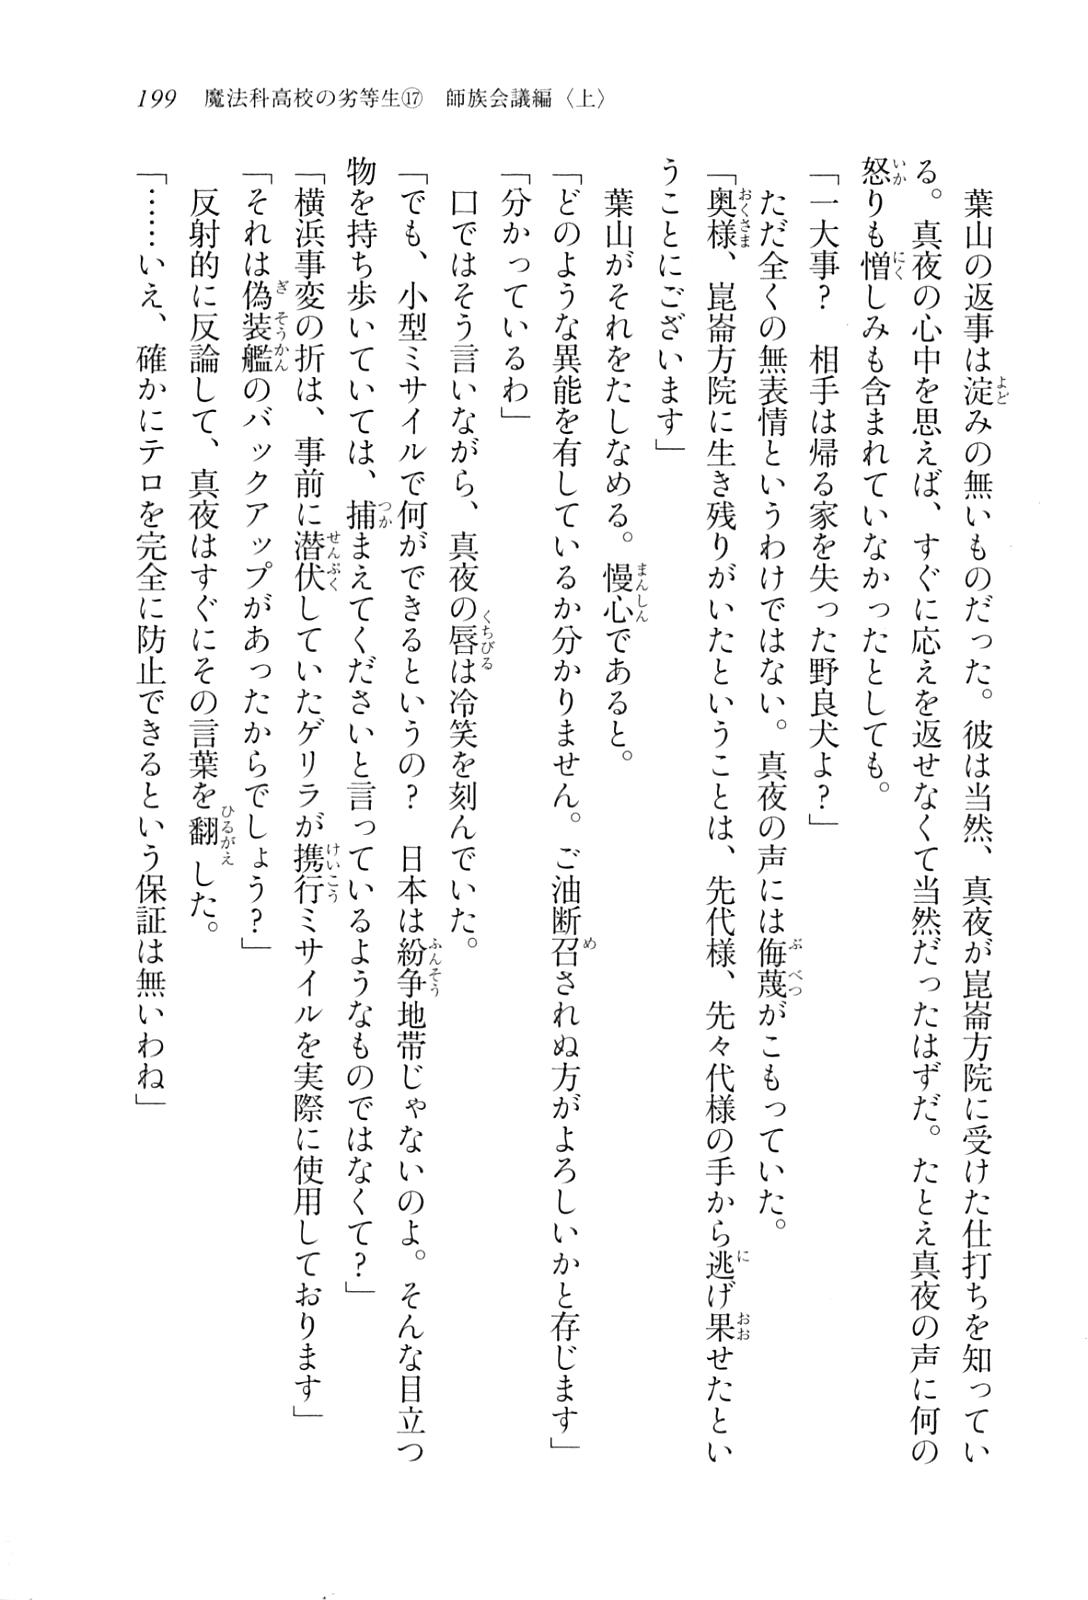 199　魔法科高校の劣等生⑰　師族会議編〈上〉
　葉山の返事は淀みの無いものだった。彼は当然、真夜が崑崙方院に受けた仕打ちを知ってい
る。真夜の心中を思えば、すぐに応えを返せなくて当然だったはずだ。たとえ真夜の声に何の
怒りも憎しみも含まれていなかったとしても。
「一大事？　相手は帰る家を失った野良犬よ？」
　ただ全くの無表情というわけではない。真夜の声には侮蔑がこもっていた。
「奥様、崑崙方院に生き残りがいたということは、先代様、先々代様の手から逃げ果せたとい
うことにございます」
　葉山がそれをたしなめる。慢心であると。
「どのような異能を有しているか分かりません。ご油断召されぬ方がよろしいかと存じます」
「分かっているわ」
　口ではそう言いながら、真夜の唇は冷笑を刻んでいた。
「でも、小型ミサイルで何ができるというの？　日本は紛争地帯じゃないのよ。そんな目立つ
物を持ち歩いていては、捕まえてくださいと言っているようなものではなくて？」
「横浜事変の折は、事前に潜伏していたゲリラが携行ミサイルを実際に使用しております」
「それは偽装艦のバックアップがあったからでしょう？」
　反射的に反論して、真夜はすぐにその言葉を翻した。
「……いえ、確かにテロを完全に防止できるという保証は無いわね」